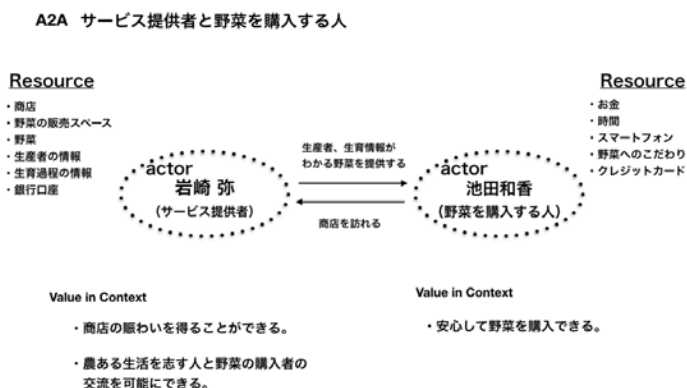 A2A サービス提供者と野菜を購入する人
Resource
・商店
・野菜の販売スペース
・野菜
・生産者の情報
・生育過程の情報
・銀行口座
actor
岩崎 弥
（サービス提供者）
生産者、生育情報が
わかる野菜を提供する
商店を訪れる
actor
池田和香
（野菜を購入する人）
Resource
・お金
・時間
・スマートフォン
・野菜へのこだわり
・クレジットカード
Value in Context
・商店の賑わいを得ることができる。
・農ある生活を志す人と野菜の購入者の
交流を可能にできる。
Value in Context
・安心して野菜を購入できる。